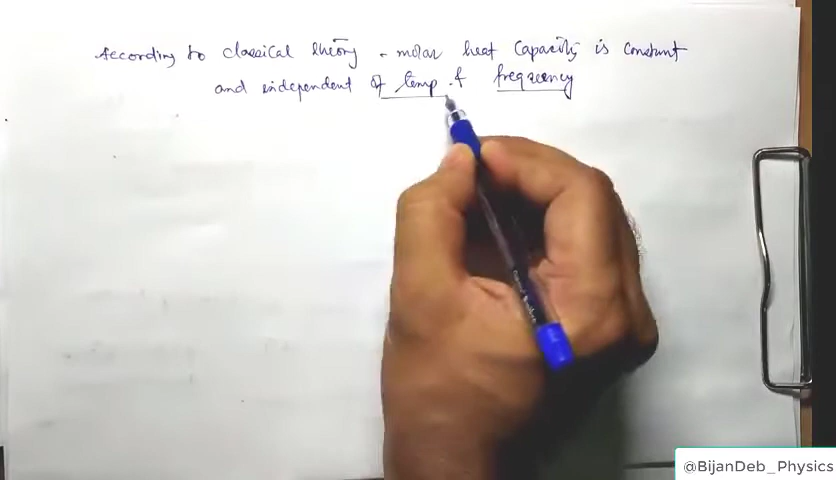 According to classical theory - molar heat capacity is constant
and independent of temp. & frequency
@BijanDeb_Physics